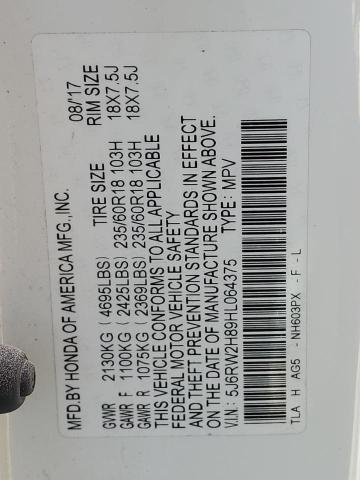 MFD.BY HONDA OF AMERICA MFG.,INC. 08/17
TIRE SIZE RIM SIZE
GVWR 2130KG (4695LBS)
GAWR F 1100KG (2425LBS) 235/60R18 103H 18X7.5J
GAWR R 1075KG (2369LBS) 235/60R18 103H 18X7.5J
THIS VEHICLE CONFORMS TO ALL APPLICABLE
FEDERAL MOTOR VEHICLE SAFETY
AND THEFT PREVENTION STANDARDS IN EFFECT
ON THE DATE OF MANUFACTURE SHOWN ABOVE.
V.I.N.: 5J6RW2H89HL064375 TYPE: MPV
TLA H AG5 - NH603PX - F - L